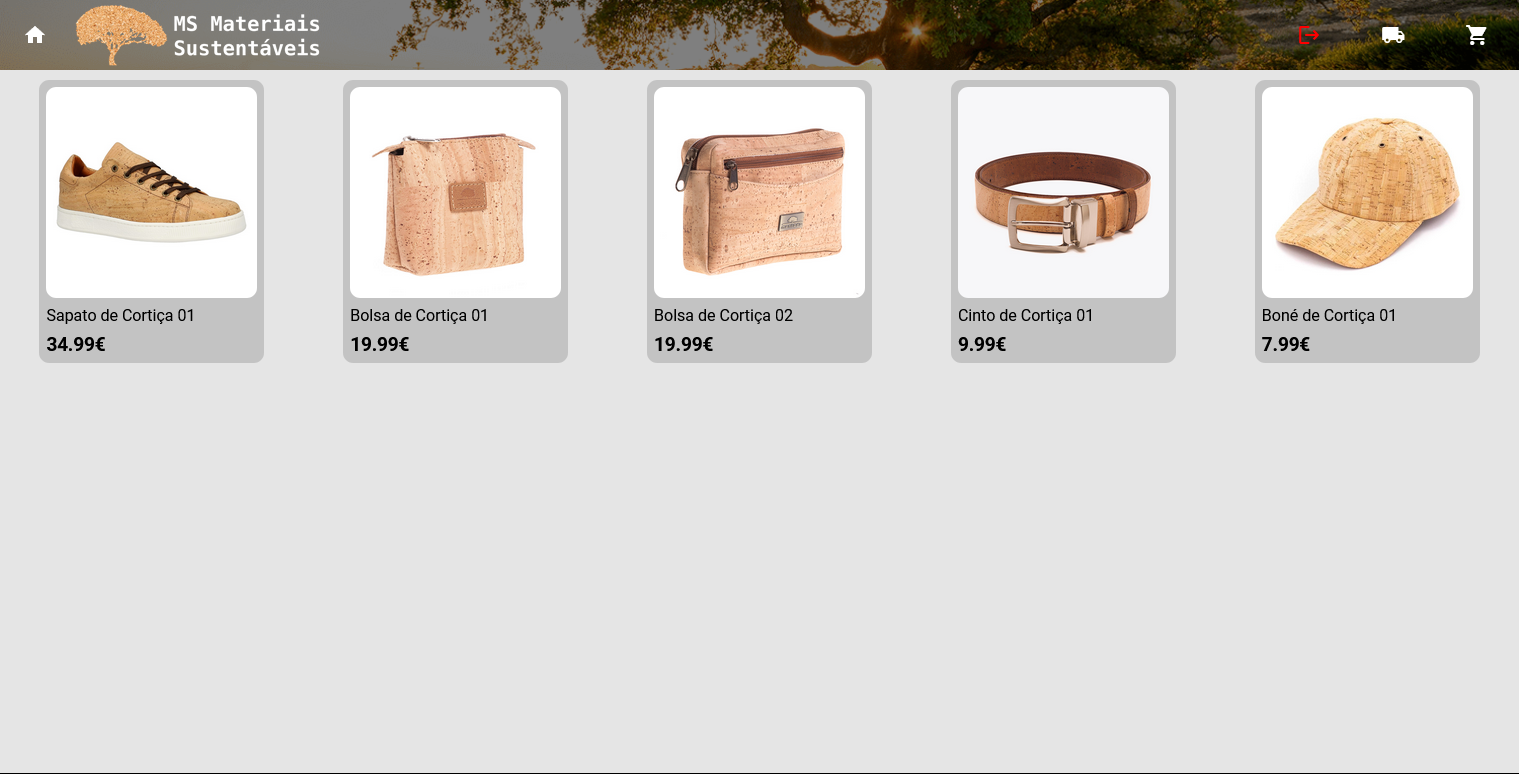 MS Materiais
Sustentáveis
Sapato de Cortiça 01
34.99€
Bolsa de Cortiça 01
19.99€
Bolsa de Cortiça 02
19.99€
Cinto de Cortiça 01
9.99€
Boné de Cortiça 01
7.99€